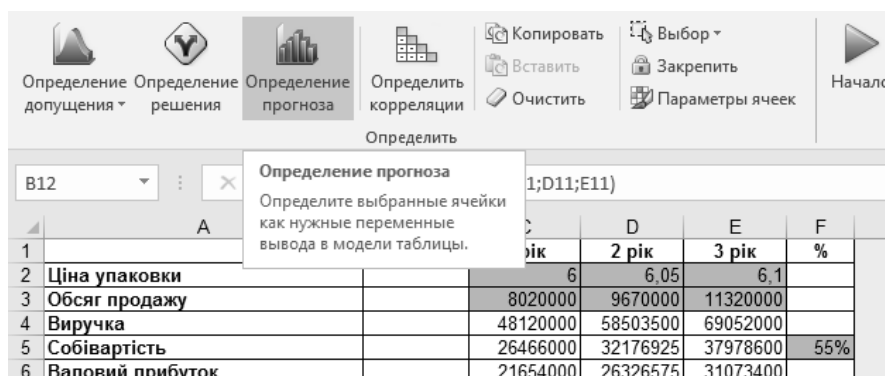 Определение допущения
Определение решения
Определение прогноза
Определить корреляции
Копировать
Вставить
Очистить
Выбор
Закрепить
Параметры ячеек
Определить
B12
1;D11;E11)
Определение прогноза
Определите выбранные ячейки
как нужные переменные
вывода в модели таблицы.
A D E F
1 рік 2 рік 3 рік %
2 Ціна упаковки 6 6,05 6,1
3 Обсяг продажу 8020000 9670000 11320000
4 Виручка 48120000 58503500 69052000
5 Собівартість 26466000 32176925 37978600 55%
6 Валовий прибуток 21654000 26326575 31073400